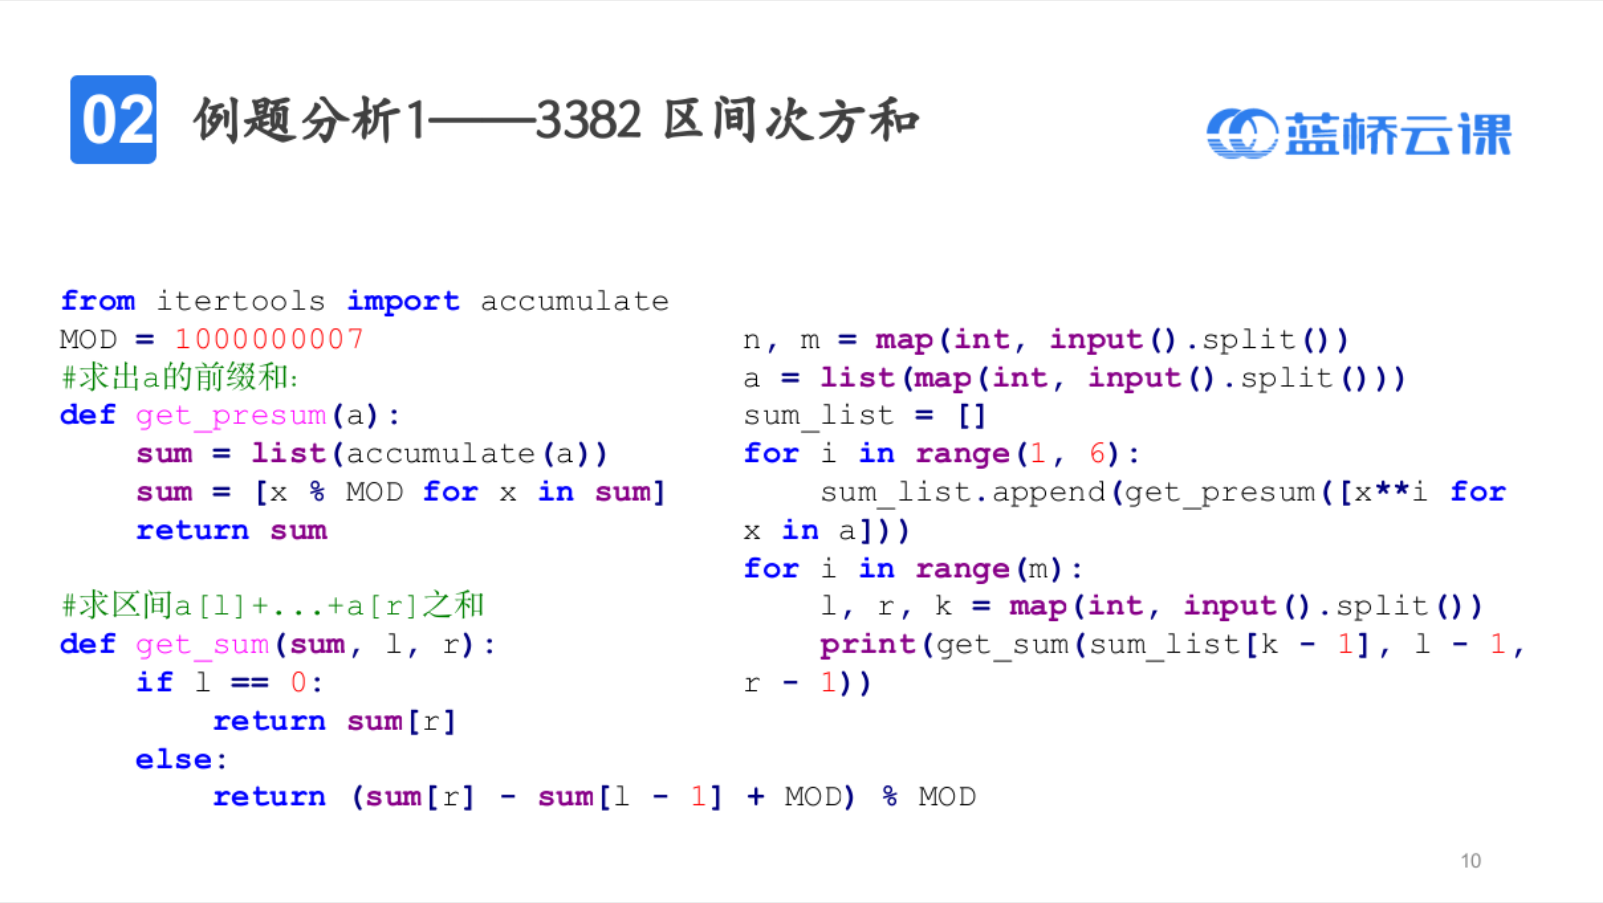 02
例题分析1——3382 区间次方和
蓝桥云课
from itertools import accumulate
MOD = 1000000007
#求出a的前缀和:
def get_presum(a):
    sum = list(accumulate(a))
    sum = [x % MOD for x in sum]
    return sum
#求区间a[l]+...+a[r]之和
def get_sum(sum, l, r):
    if l == 0:
        return sum[r]
    else:
        return (sum[r] - sum[l - 1] + MOD) % MOD
n, m = map(int, input().split())
a = list(map(int, input().split()))
sum_list = []
for i in range(1, 6):
    sum_list.append(get_presum([x**i for
x in a]))
for i in range(m):
    l, r, k = map(int, input().split())
    print(get_sum(sum_list[k - 1], l - 1,
r - 1))
10